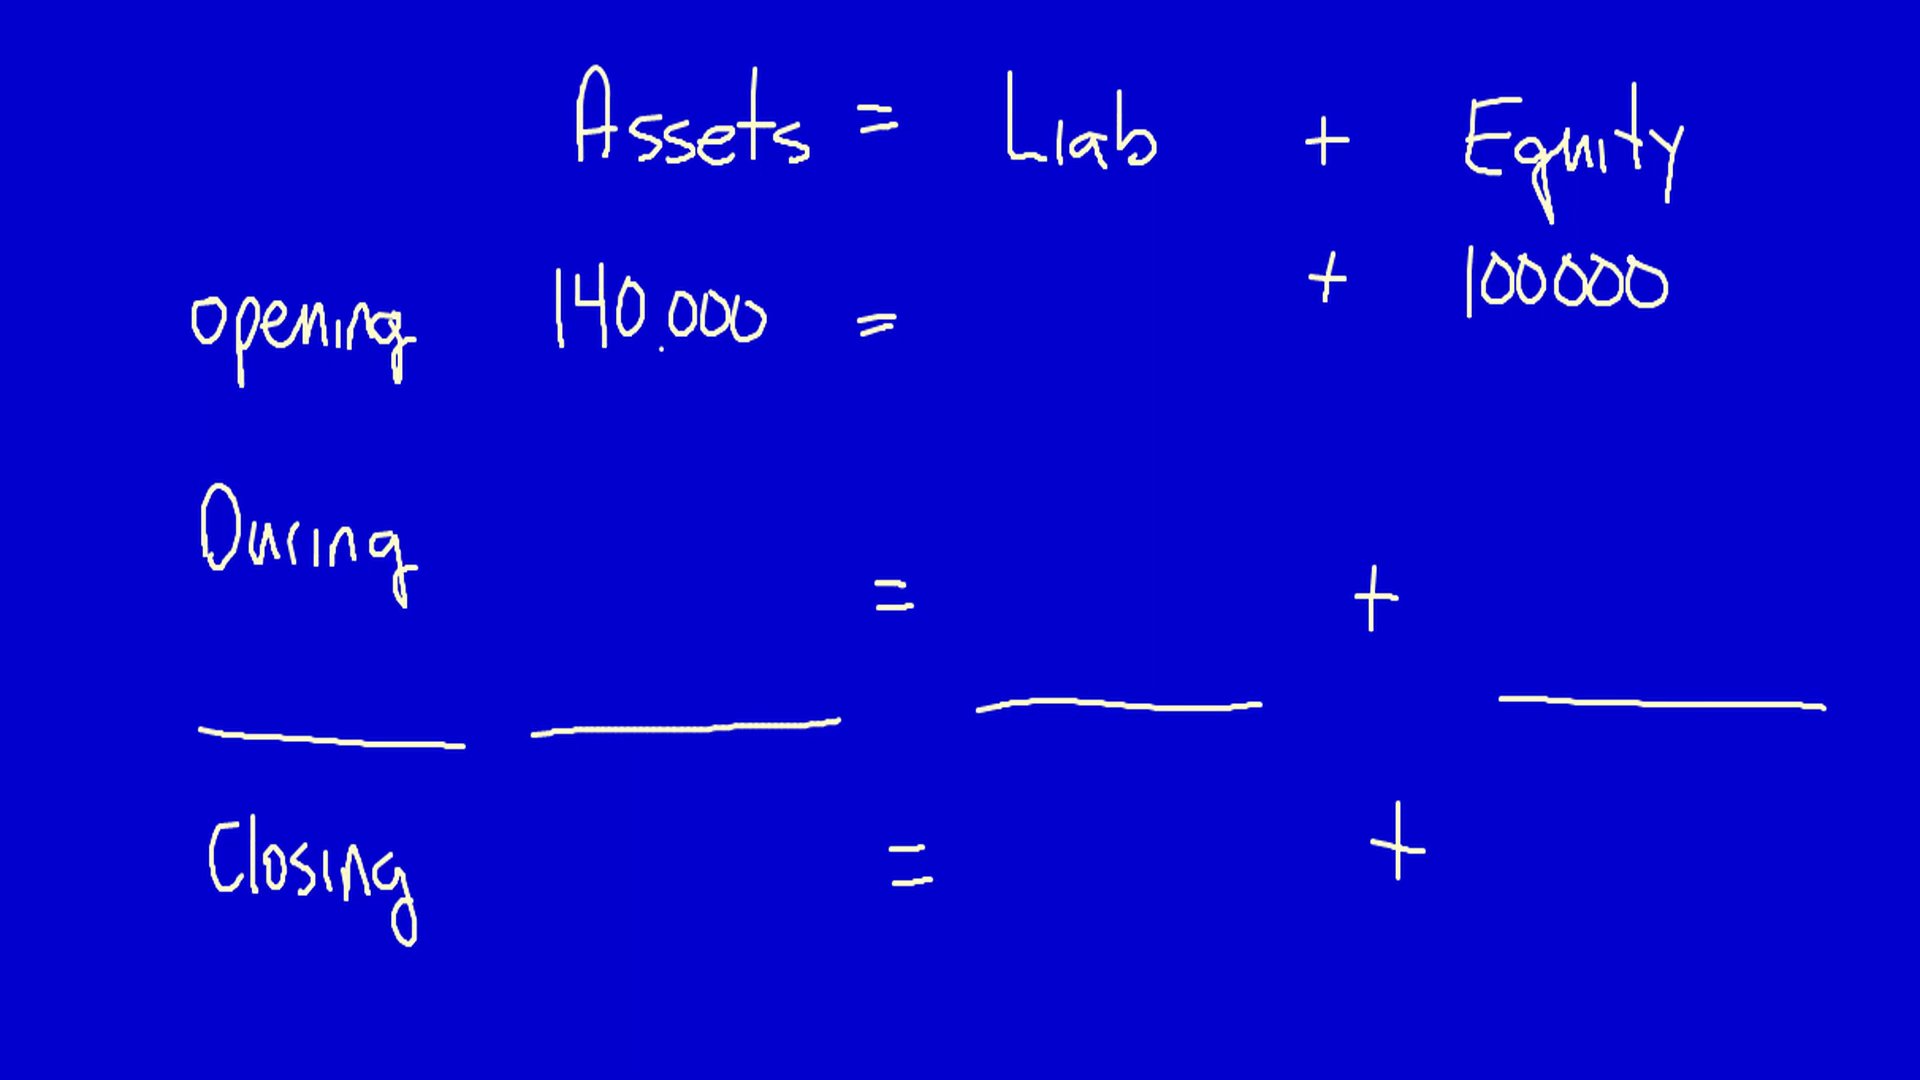 Assets = Liab + Equity
opening 140.000 = + 100000
During = +
Closing = +